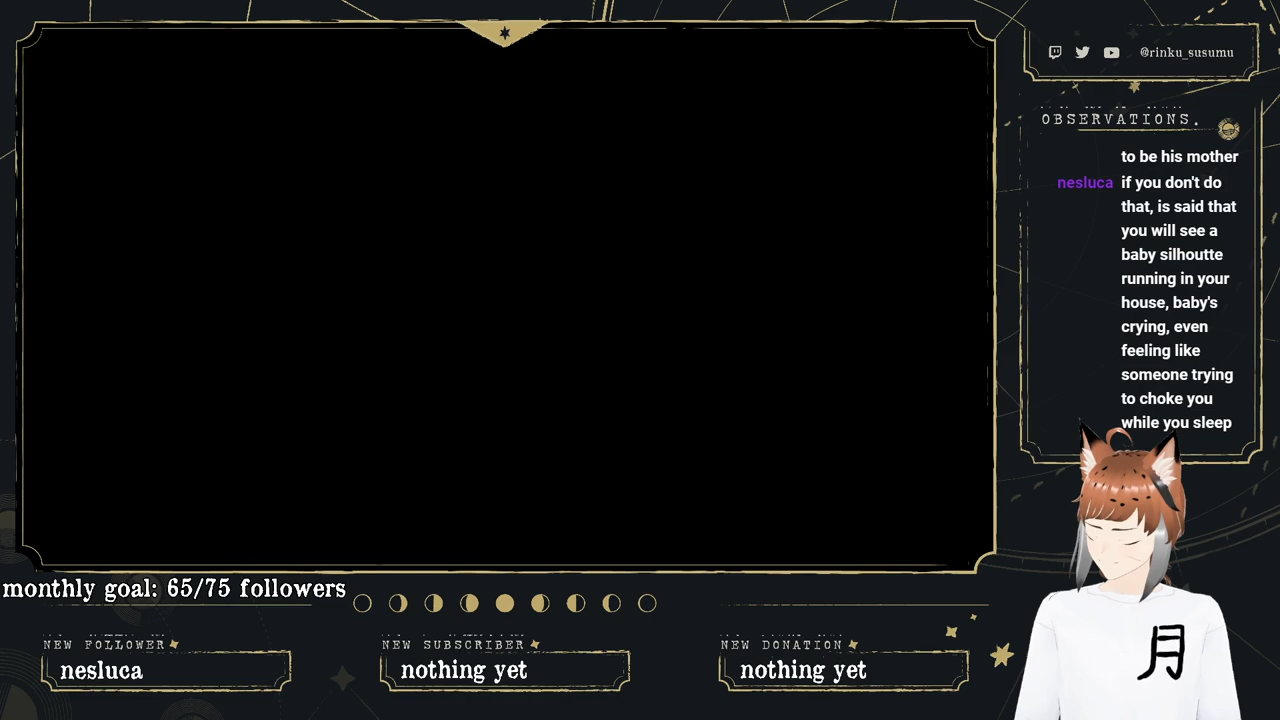 @rinku_susumu
OBSERVATIONS.
to be his mother
nesluca if you don't do
that, is said that
you will see a
baby silhoutte
running in your
house, baby's
crying, even
feeling like
someone trying
to choke you
while you sleep
monthly goal: 65/75 followers
NEW FOLLOWER
nesluca
NEW SUBSCRIBER
nothing yet
NEW DONATION
nothing yet
月